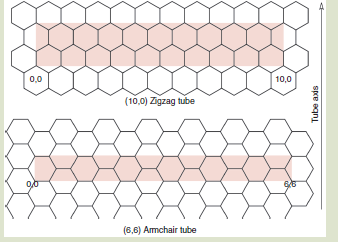 0,0
10,0
(10,0) Zigzag tube
Tube axis
0,0
6,6
(6,6) Armchair tube